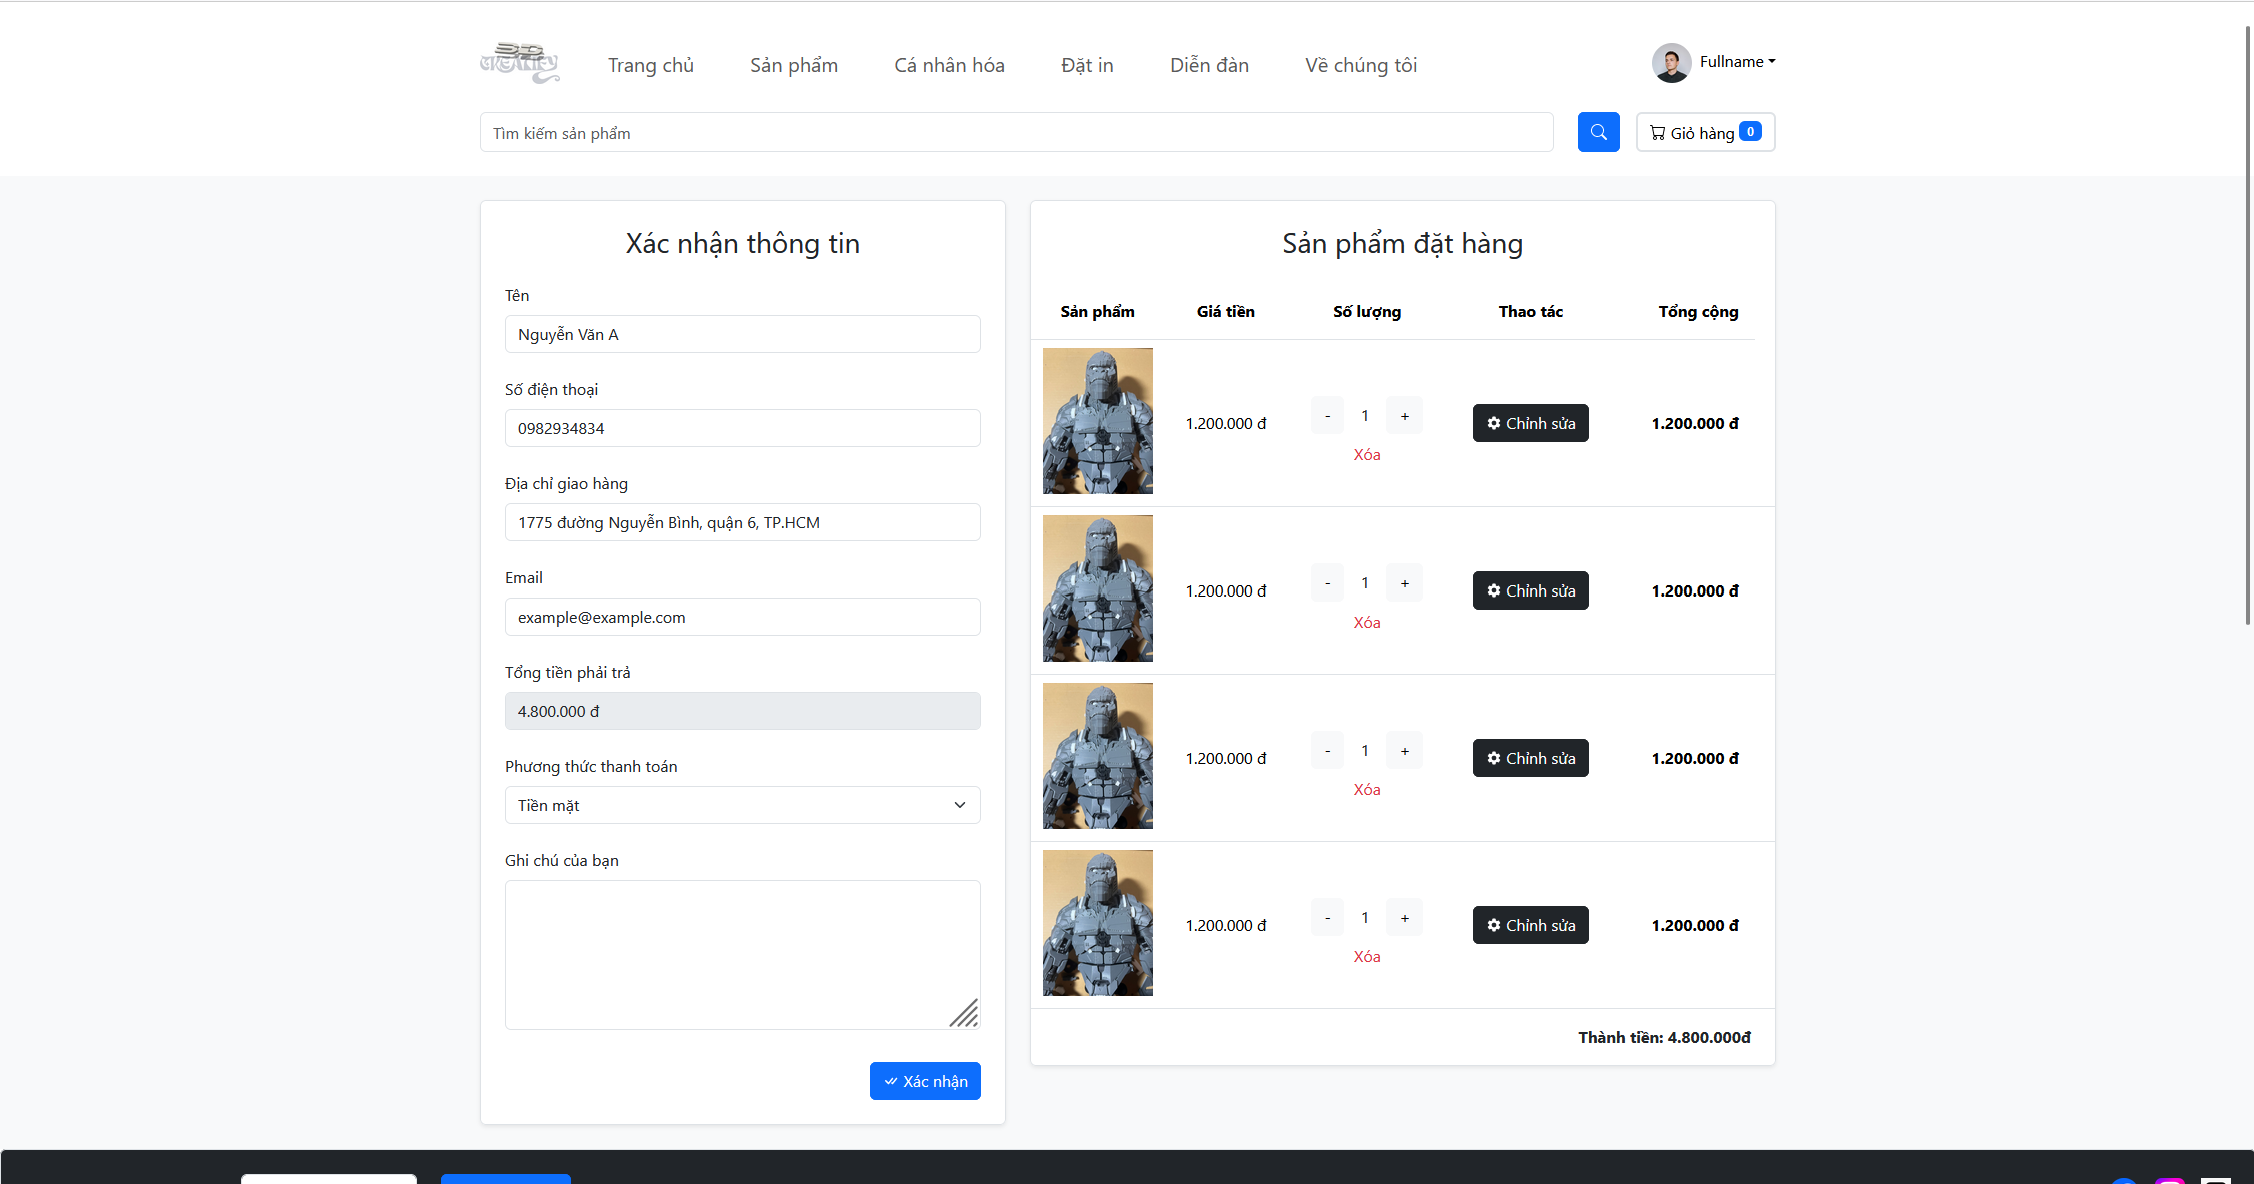 3D
CREATIFY
Trang chủ
Sản phẩm
Cá nhân hóa
Đặt in
Diễn đàn
Về chúng tôi
Fullname
Tìm kiếm sản phẩm
Giỏ hàng 0
Xác nhận thông tin
Tên
Nguyễn Văn A
Số điện thoại
0982934834
Địa chỉ giao hàng
1775 đường Nguyễn Bình, quận 6, TP.HCM
Email
example@example.com
Tổng tiền phải trả
4.800.000 đ
Phương thức thanh toán
Tiền mặt
Ghi chú của bạn
Xác nhận
Sản phẩm đặt hàng
Sản phẩm Giá tiền Số lượng Thao tác Tổng cộng
1.200.000 đ - 1 + Chỉnh sửa 1.200.000 đ
Xóa
1.200.000 đ - 1 + Chỉnh sửa 1.200.000 đ
Xóa
1.200.000 đ - 1 + Chỉnh sửa 1.200.000 đ
Xóa
1.200.000 đ - 1 + Chỉnh sửa 1.200.000 đ
Xóa
Thành tiền: 4.800.000đ